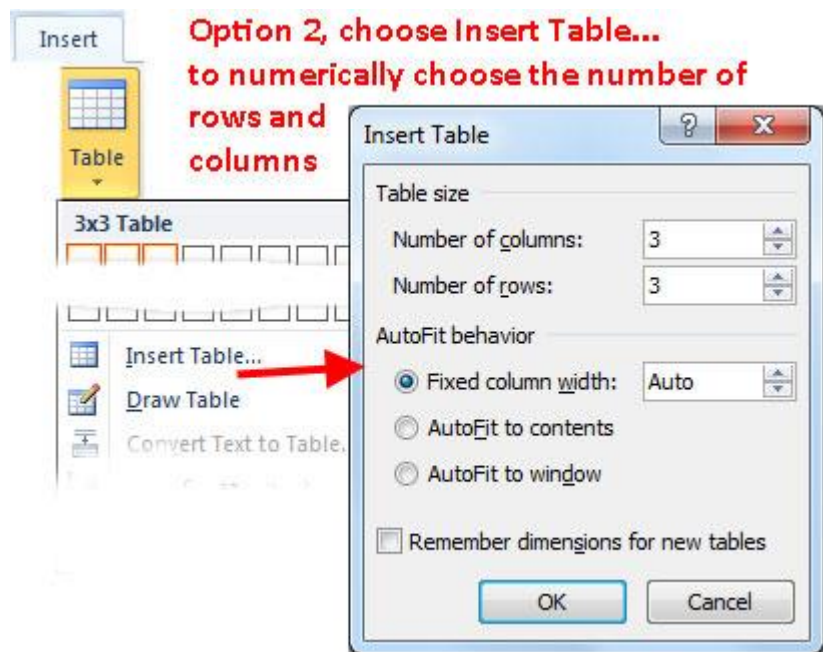 Insert
Option 2, choose Insert Table...
to numerically choose the number of
rows and
columns
Table
3x3 Table
Insert Table...
Draw Table
Convert Text to Table.
Insert Table
Table size
Number of columns: 3
Number of rows: 3
AutoFit behavior
Fixed column width: Auto
AutoFit to contents
AutoFit to window
Remember dimensions for new tables
OK Cancel